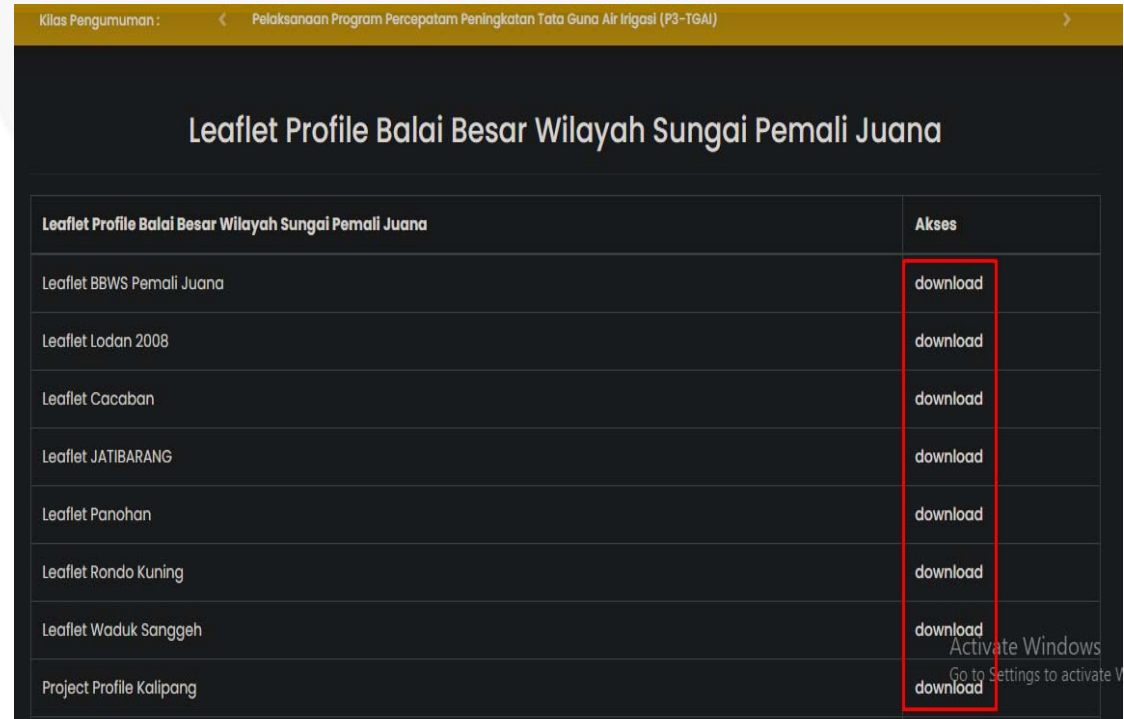 Kilas Pengumuman : ‹ Pelaksanaan Program Percepatam Peningkatan Tata Guna Air Irigasi (P3-TGAI) ›
Leaflet Profile Balai Besar Wilayah Sungai Pemali Juana
Leaflet Profile Balai Besar Wilayah Sungai Pemali Juana Akses
Leaflet BBWS Pemali Juana download
Leaflet Lodan 2008 download
Leaflet Cacaban download
Leaflet JATIBARANG download
Leaflet Panohan download
Leaflet Rondo Kuning download
Leaflet Waduk Sanggeh download
Activate Windows
Go to Settings to activate W
Project Profile Kalipang download